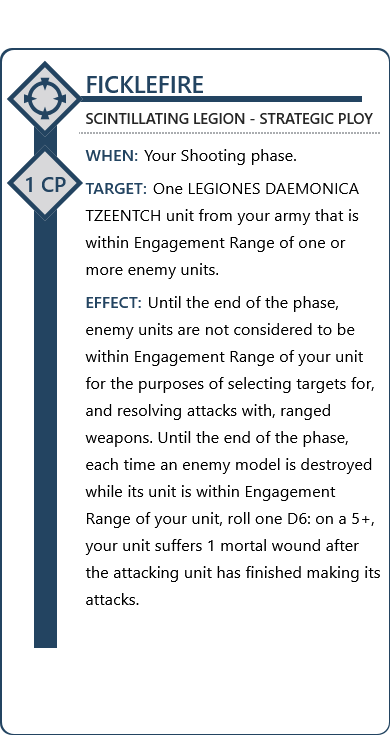 FICKLEFIRE
SCINTILLATING LEGION - STRATEGIC PLOY
1 CP
WHEN: Your Shooting phase.
TARGET: One LEGIONES DAEMONICA
TZEENTCH unit from your army that is
within Engagement Range of one or
more enemy units.
EFFECT: Until the end of the phase,
enemy units are not considered to be
within Engagement Range of your unit
for the purposes of selecting targets for,
and resolving attacks with, ranged
weapons. Until the end of the phase,
each time an enemy model is destroyed
while its unit is within Engagement
Range of your unit, roll one D6: on a 5+,
your unit suffers 1 mortal wound after
the attacking unit has finished making its
attacks.